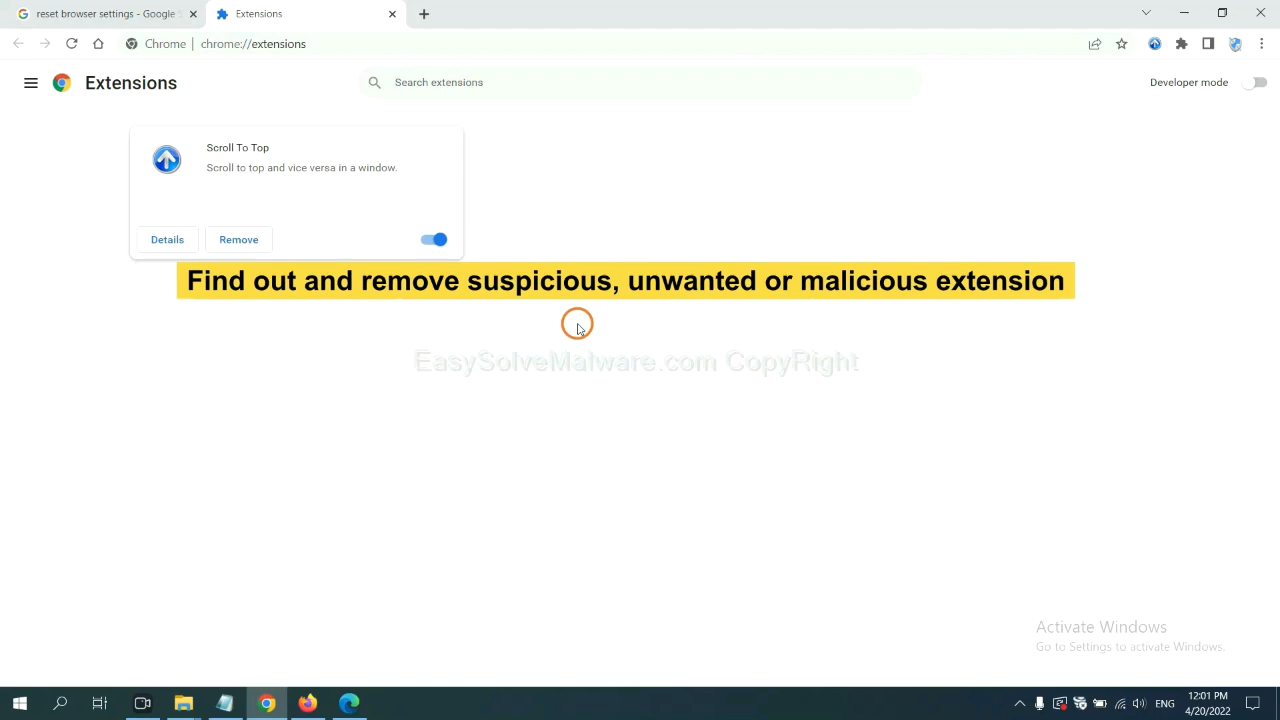 reset browser settings - Google S
Extensions
Chrome
chrome://extensions
Extensions
Search extensions
Developer mode
Scroll To Top
Scroll to top and vice versa in a window.
Details
Remove
Find out and remove suspicious, unwanted or malicious extension
EasySolveMalware.com CopyRight
Activate Windows
Go to Settings to activate Windows.
ENG
12:01 PM
4/20/2022